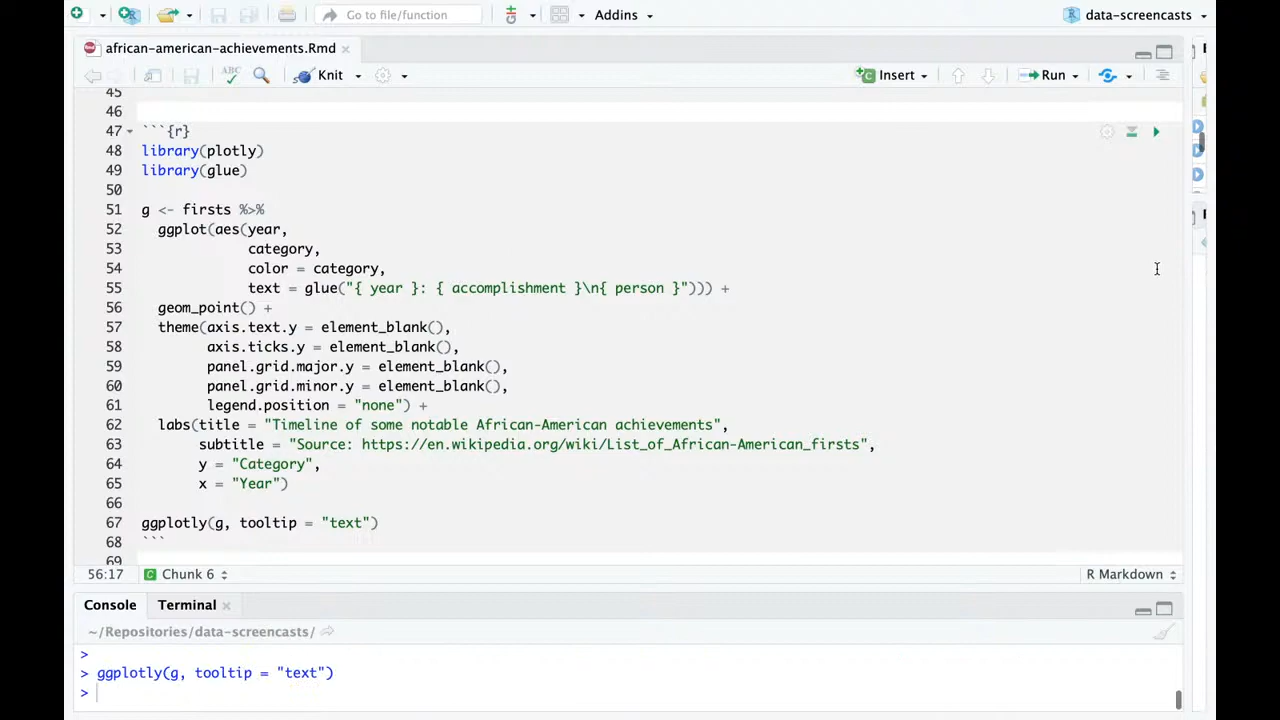 Go to file/function
Addins
data-screencasts
african-american-achievements.Rmd
ABC
Knit
Insert
Run
45
46
47 ```{r}
48 library(plotly)
49 library(glue)
50
51 g <- firsts %>%
52 ggplot(aes(year,
53 category,
54 color = category,
55 text = glue("{ year }: { accomplishment }\n{ person }"))) +
56 geom_point() +
57 theme(axis.text.y = element_blank(),
58 axis.ticks.y = element_blank(),
59 panel.grid.major.y = element_blank(),
60 panel.grid.minor.y = element_blank(),
61 legend.position = "none") +
62 labs(title = "Timeline of some notable African-American achievements",
63 subtitle = "Source: https://en.wikipedia.org/wiki/List_of_African-American_firsts",
64 y = "Category",
65 x = "Year")
66
67 ggplotly(g, tooltip = "text")
68 ```
69
56:17
Chunk 6
R Markdown
Console
Terminal
~/Repositories/data-screencasts/
>
> ggplotly(g, tooltip = "text")
>